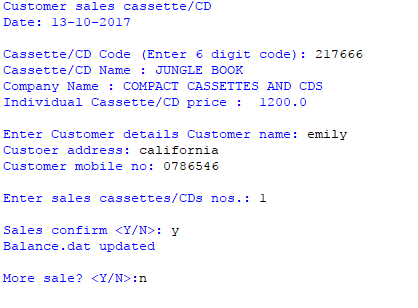 Customer sales cassette/CD
Date: 13-10-2017
Cassette/CD Code (Enter 6 digit code): 217666
Cassette/CD Name : JUNGLE BOOK
Company Name : COMPACT CASSETTES AND CDS
Individual Cassette/CD price :  1200.0
Enter Customer details Customer name: emily
Custoer address: california
Customer mobile no: 0786546
Enter sales cassettes/CDs nos.: 1
Sales confirm <Y/N>: y
Balance.dat updated
More sale? <Y/N>:n